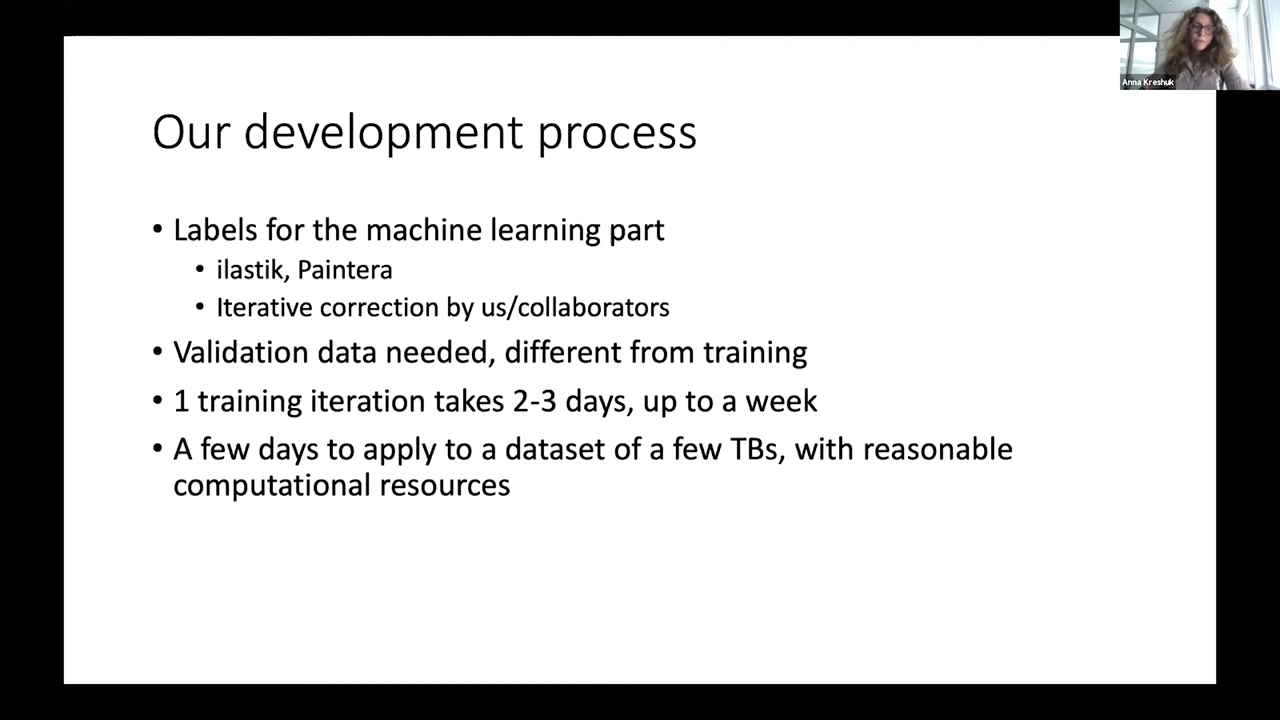 Anna Kreshuk
Our development process
• Labels for the machine learning part
• ilastik, Paintera
• Iterative correction by us/collaborators
• Validation data needed, different from training
• 1 training iteration takes 2-3 days, up to a week
• A few days to apply to a dataset of a few TBs, with reasonable
computational resources